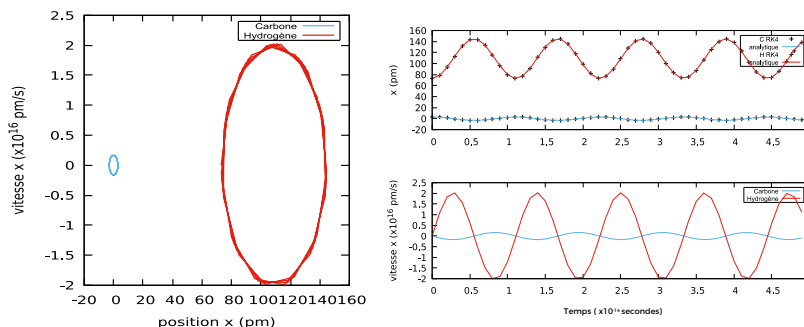 Carbone
Hydrogène
2.5
2
1.5
1
0.5
0
-0.5
-1
-1.5
-2
-20 0 20 40 60 80 100 120 140 160
vitesse x (x10¹⁶ pm/s)
position x (pm)
160
140
120
100
80
60
40
20
0
-20
x (pm)
C RK4
analytique
H RK4
analytique
0 0.5 1 1.5 2 2.5 3 3.5 4 4.5
2.5
2
1.5
1
0.5
0
-0.5
-1
-1.5
-2
vitesse x (x10¹⁶ pm/s)
Carbone
Hydrogène
0 0.5 1 1.5 2 2.5 3 3.5 4 4.5
Temps ( x10⁻¹⁴ secondes)